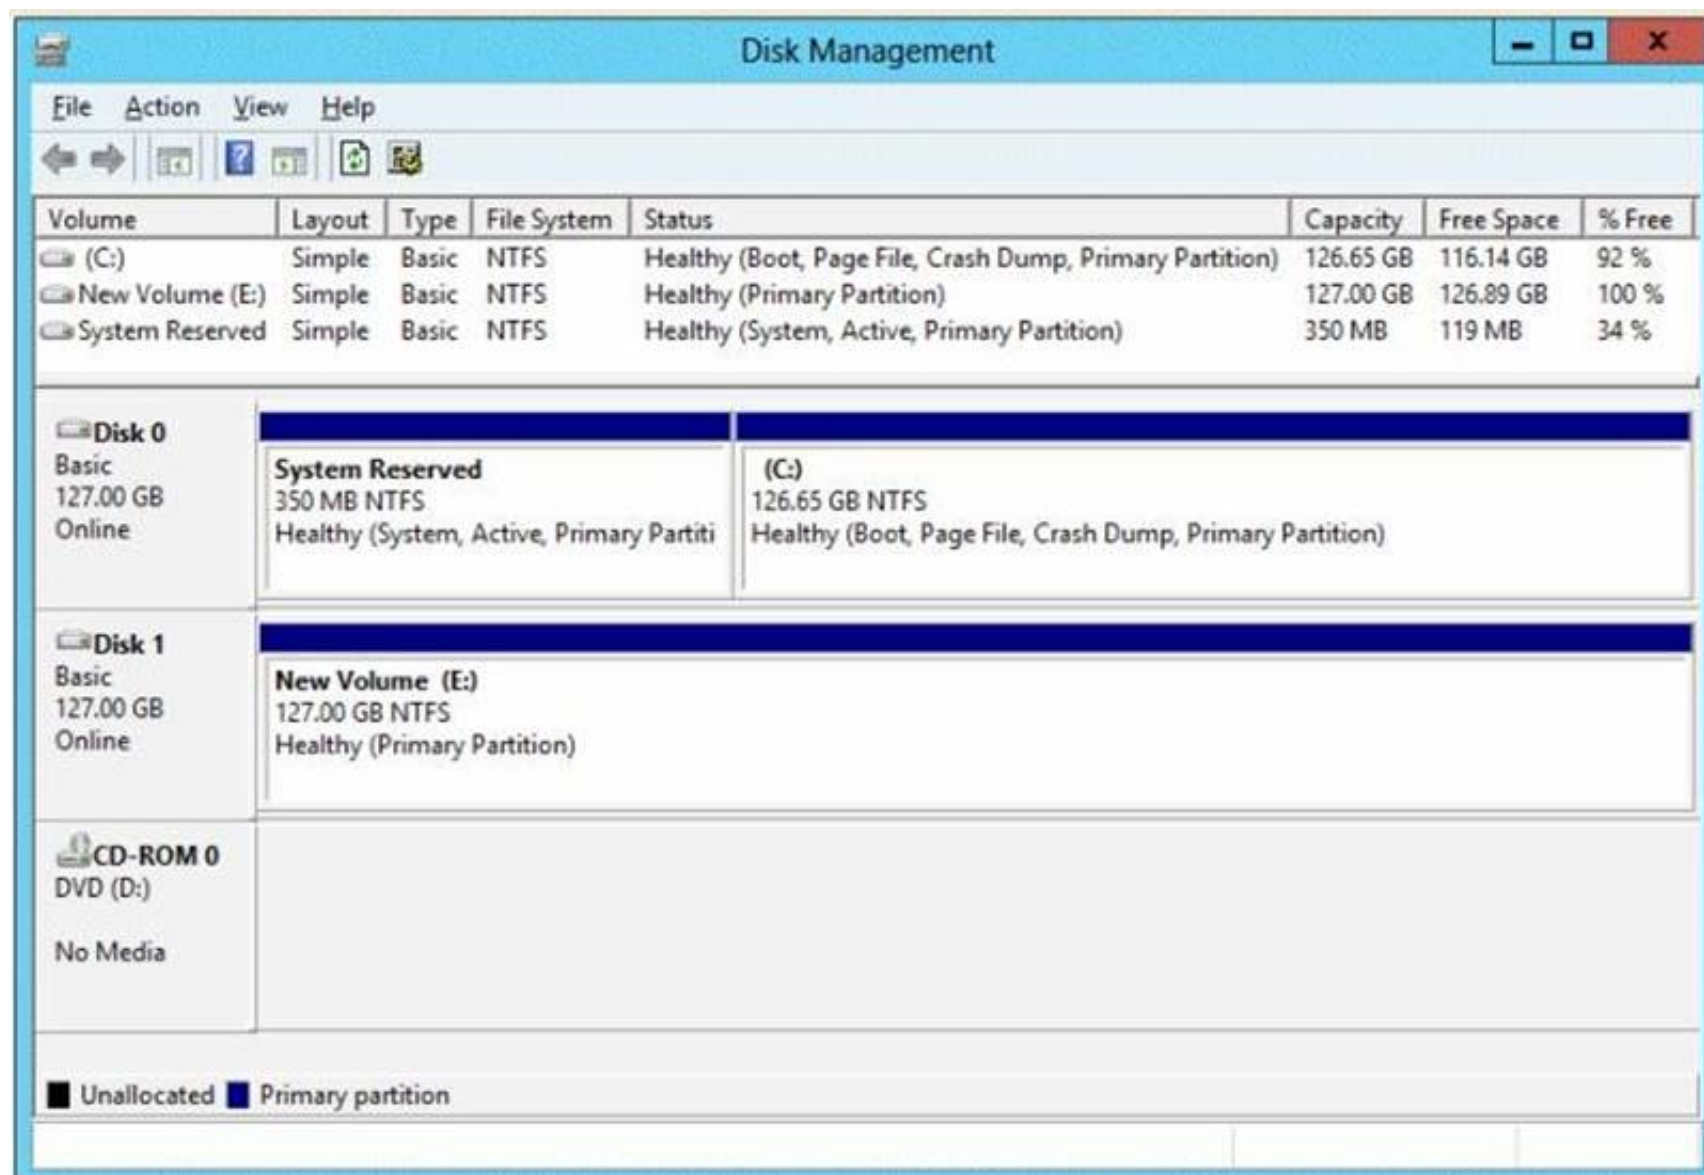 Disk Management
File Action View Help
Volume Layout Type File System Status Capacity Free Space % Free
(C:) Simple Basic NTFS Healthy (Boot, Page File, Crash Dump, Primary Partition) 126.65 GB 116.14 GB 92 %
New Volume (E:) Simple Basic NTFS Healthy (Primary Partition) 127.00 GB 126.89 GB 100 %
System Reserved Simple Basic NTFS Healthy (System, Active, Primary Partition) 350 MB 119 MB 34 %
Disk 0
Basic
127.00 GB
Online
System Reserved
350 MB NTFS
Healthy (System, Active, Primary Partiti
(C:)
126.65 GB NTFS
Healthy (Boot, Page File, Crash Dump, Primary Partition)
Disk 1
Basic
127.00 GB
Online
New Volume (E:)
127.00 GB NTFS
Healthy (Primary Partition)
CD-ROM 0
DVD (D:)
No Media
Unallocated Primary partition